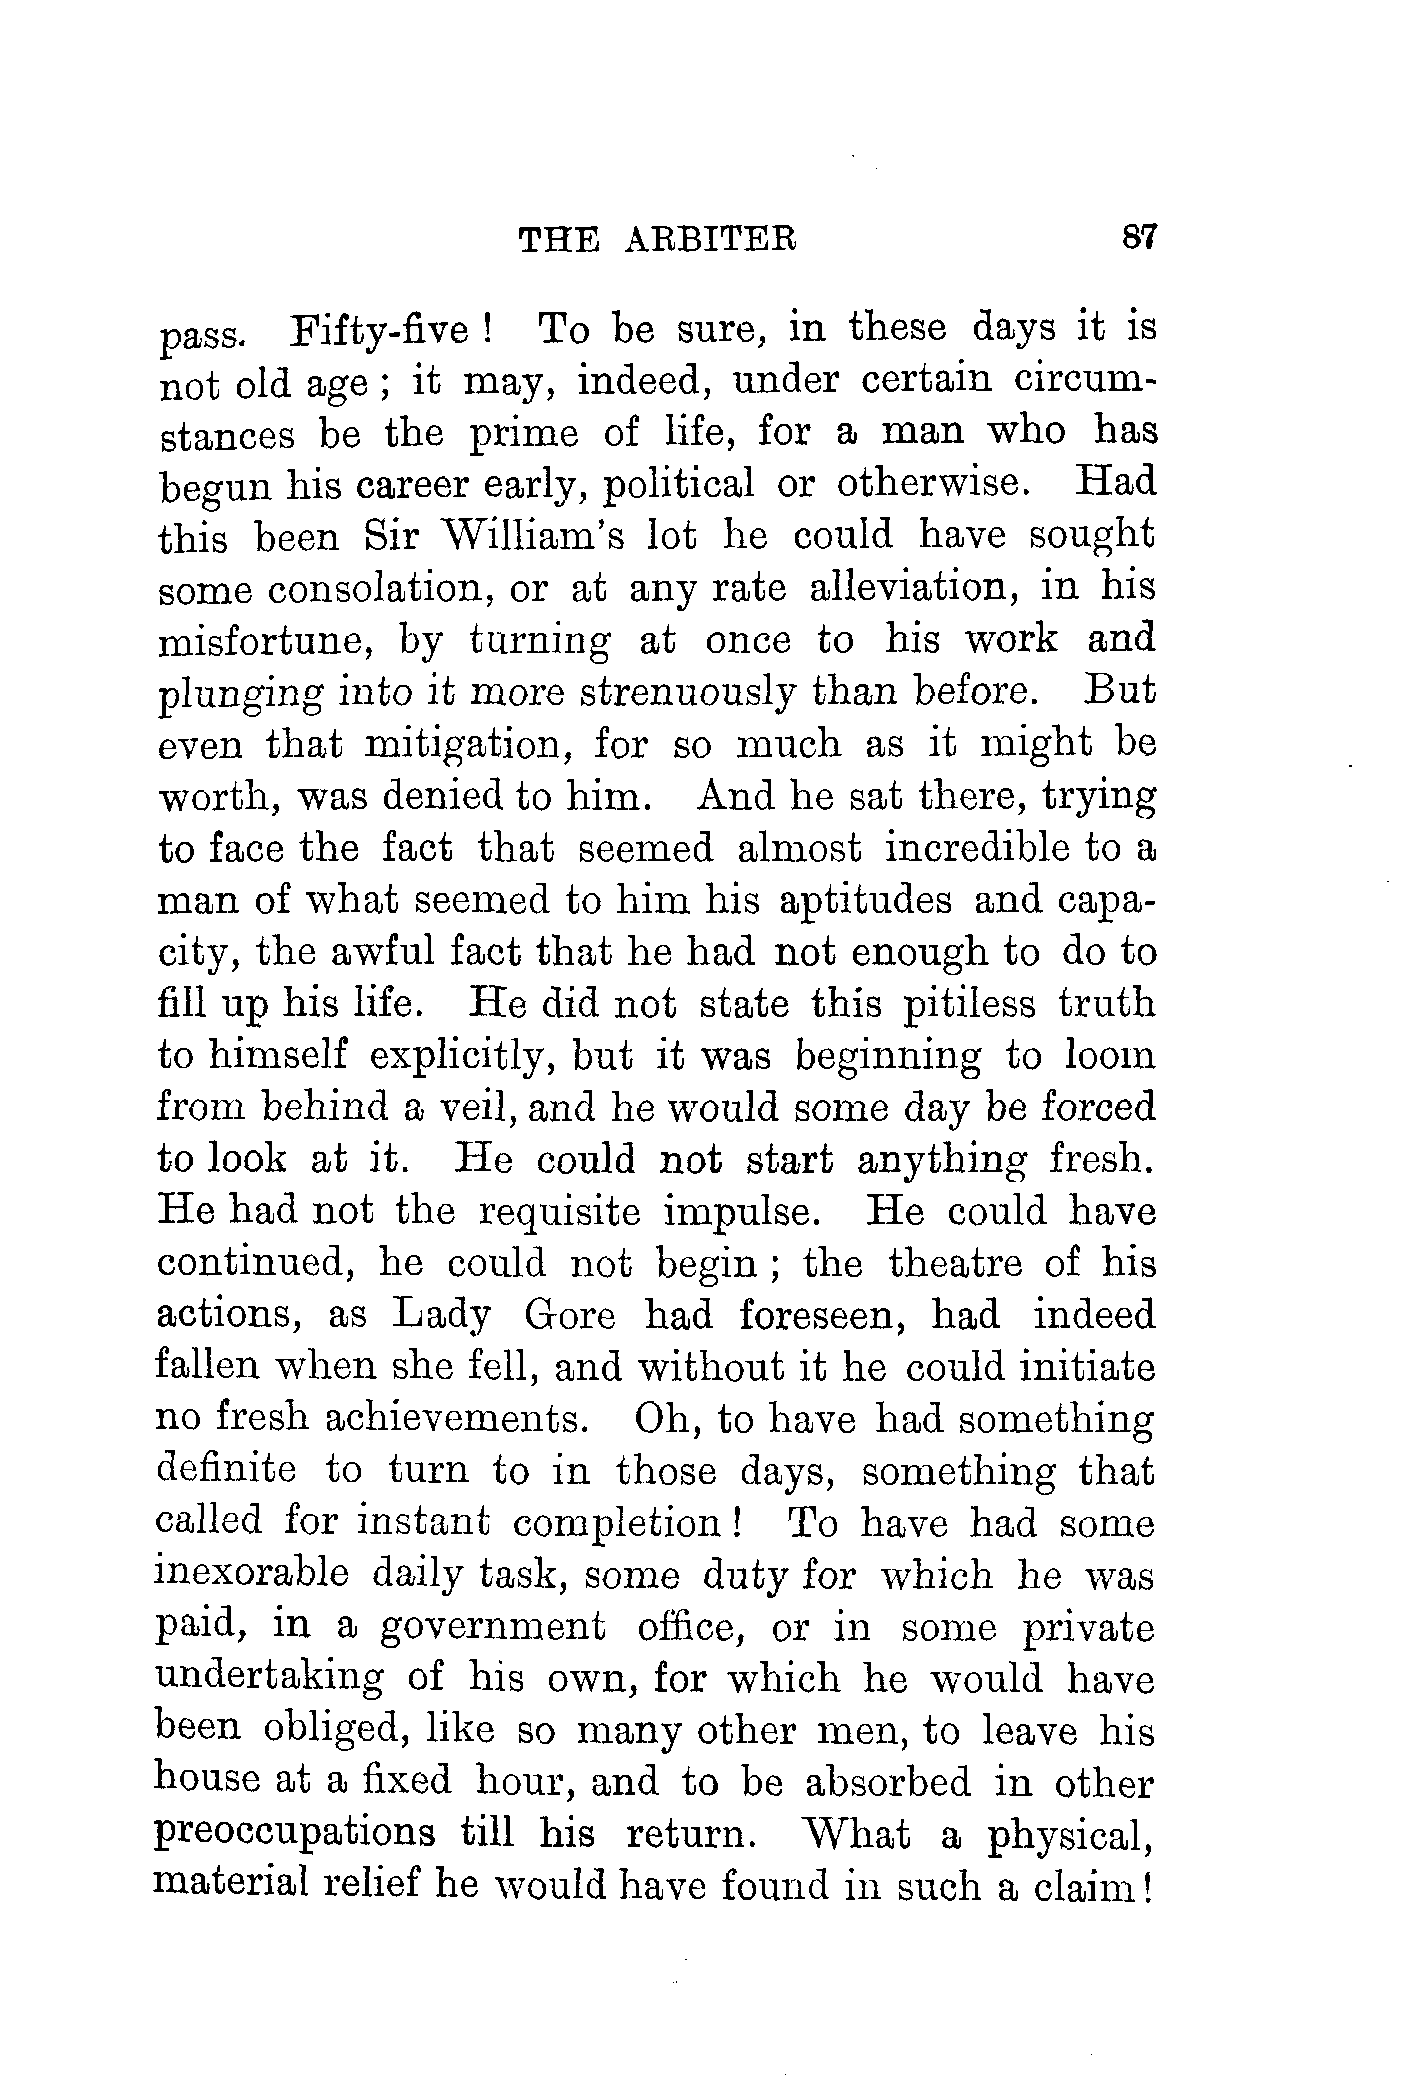 THE ARBITER 87
pass. Fifty-five ! To be sure, in these days it is
not old age ; it may, indeed, under certain circum-
stances be the prime of life, for a man who has
begun his career early, political or otherwise. Had
this been Sir William's lot he could have sought
some consolation, or at any rate alleviation, in his
misfortune, by turning at once to his work and
plunging into it more strenuously than before. But
even that mitigation, for so much as it might be
worth, was denied to him. And he sat there, trying
to face the fact that seemed almost incredible to a
man of what seemed to him his aptitudes and capa-
city, the awful fact that he had not enough to do to
fill up his life. He did not state this pitiless truth
to himself explicitly, but it was beginning to loom
from behind a veil, and he would some day be forced
to look at it. He could not start anything fresh.
He had not the requisite impulse. He could have
continued, he could not begin ; the theatre of his
actions, as Lady Gore had foreseen, had indeed
fallen when she fell, and without it he could initiate
no fresh achievements. Oh, to have had something
definite to turn to in those days, something that
called for instant completion ! To have had some
inexorable daily task, some duty for which he was
paid, in a government office, or in some private
undertaking of his own, for which he would have
been obliged, like so many other men, to leave his
house at a fixed hour, and to be absorbed in other
preoccupations till his return. What a physical,
material relief he would have found in such a claim !